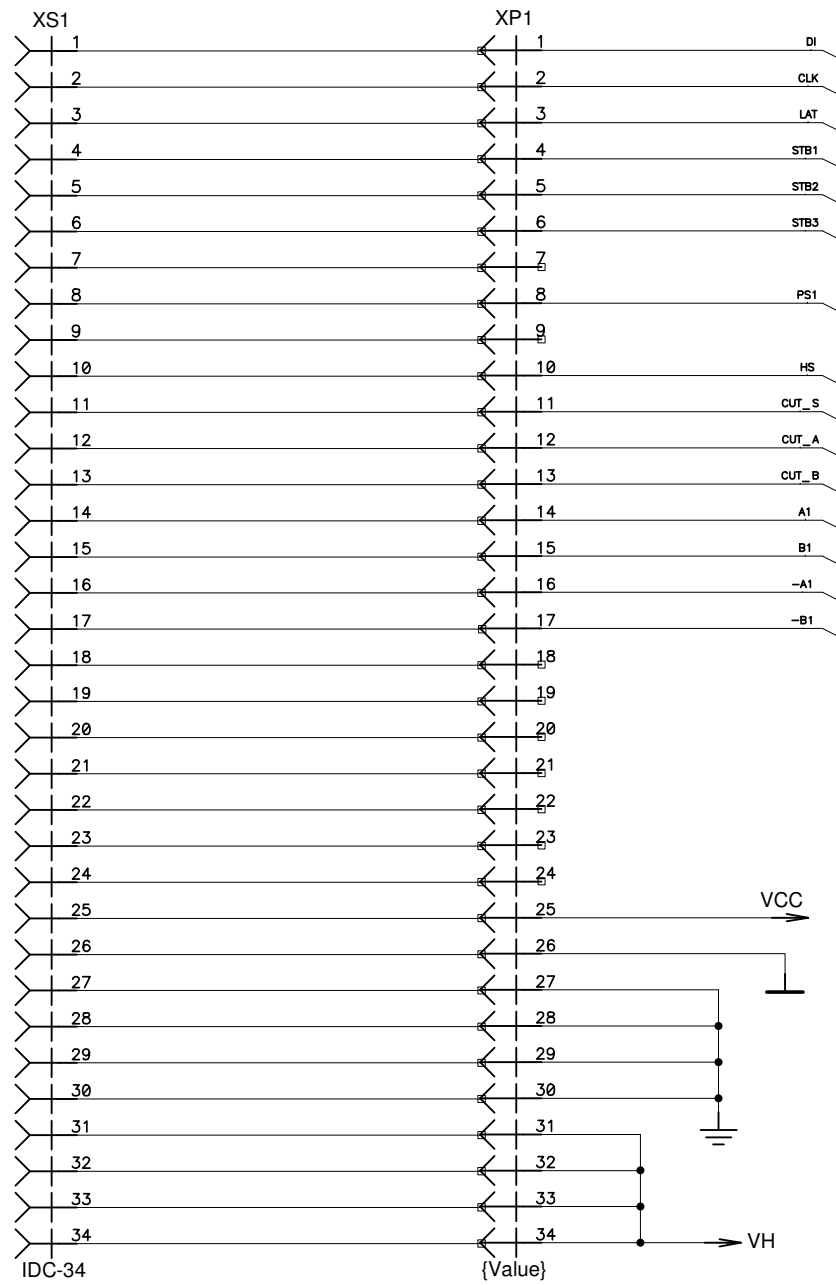 XS1 XP1
1 1 DI
2 2 CLK
3 3 LAT
4 4 STB1
5 5 STB2
6 6 STB3
7 7
8 8 PS1
9 9
10 10 HS
11 11 CUT_S
12 12 CUT_A
13 13 CUT_B
14 14 A1
15 15 B1
16 16 -A1
17 17 -B1
18 18
19 19
20 20
21 21
22 22
23 23
24 24
25 25 VCC
26 26
27 27
28 28
29 29
30 30
31 31
32 32
33 33
34 34 VH
IDC-34 {Value}